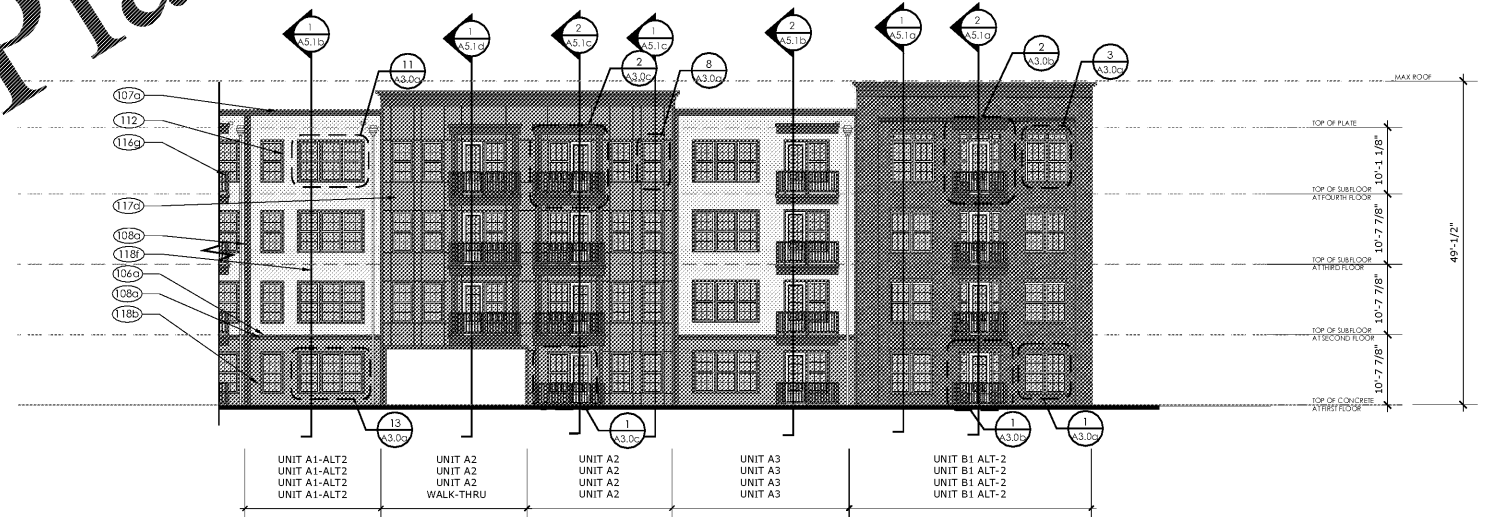 Pla
1
A5.1b
1
A5.1d
2
A5.1c
1
A5.1c
2
A5.1b
1
A5.1a
2
A5.1a
11
A3.0a
2
A3.0c
8
A3.0a
2
A3.0b
3
A3.0a
MAX ROOF
107a
112
116g
117d
108a
118f
106a
108a
118b
TOP OF PLATE
10'-1 1/8"
TOP OF SUBFLOOR
AT FOURTH FLOOR
10'-7 7/8"
TOP OF SUBFLOOR
AT THIRD FLOOR
10'-7 7/8"
TOP OF SUBFLOOR
AT SECOND FLOOR
10'-7 7/8"
TOP OF CONCRETE
AT FIRST FLOOR
49'-1/2"
13
A3.0a
1
A3.0c
1
A3.0b
1
A3.0a
UNIT A1-ALT2
UNIT A1-ALT2
UNIT A1-ALT2
UNIT A1-ALT2
UNIT A2
UNIT A2
UNIT A2
WALK-THRU
UNIT A2
UNIT A2
UNIT A2
UNIT A2
UNIT A3
UNIT A3
UNIT A3
UNIT A3
UNIT B1 ALT-2
UNIT B1 ALT-2
UNIT B1 ALT-2
UNIT B1 ALT-2